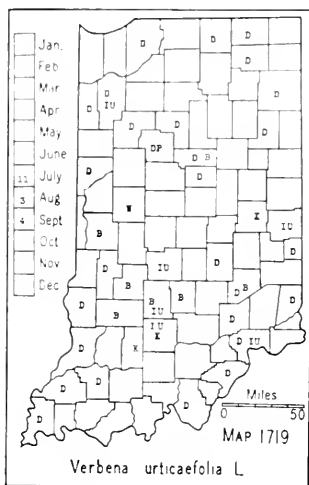 Jan.
Feb
Mar
Apr
May
June
11 July
3 Aug
4 Sept
Oct
Nov
Dec
D D D
D
D D
IU
D D D
DP D B
D D
W K
B IU
D IU D D
B B D B D
D B IU
IU D IU
D K K
D
D D
D D
Miles
0 50
MAP 1719
Verbena urticaefolia L